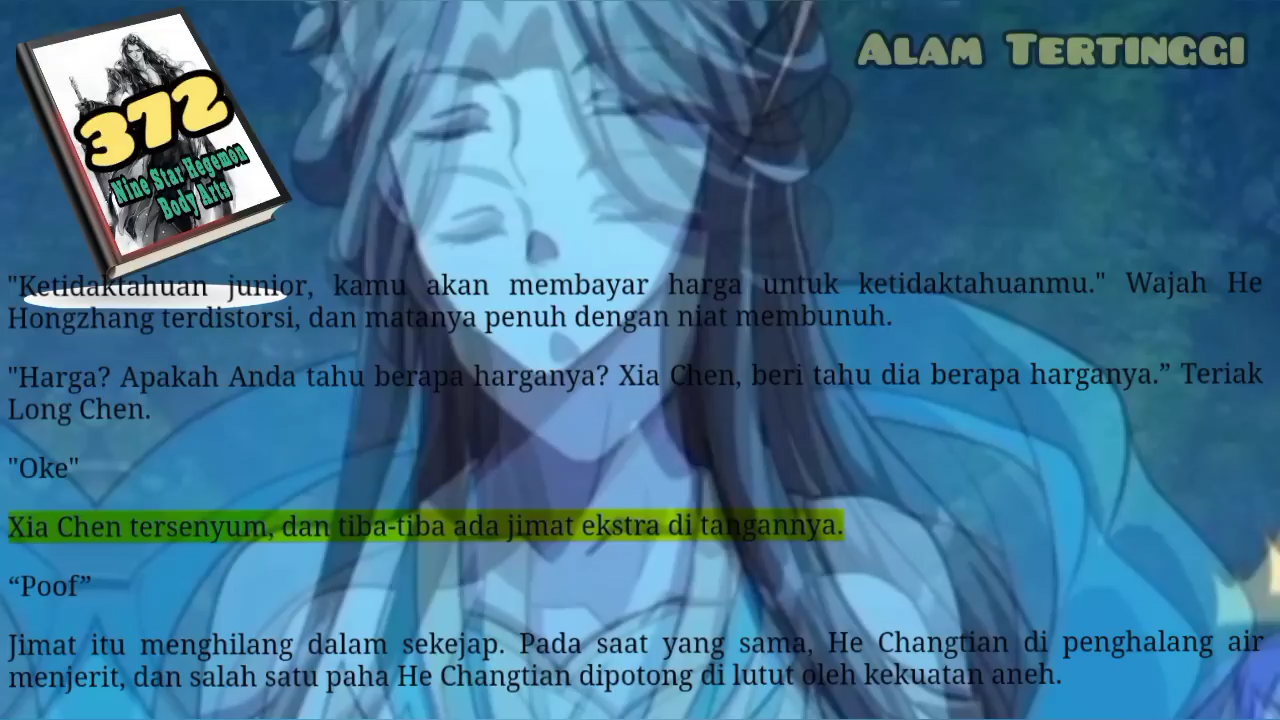 372
Nine Star Hegemon
Body Arts
Alam Tertinggi
"Ketidaktahuan junior, kamu akan membayar harga untuk ketidaktahuanmu." Wajah He
Hongzhang terdistorsi, dan matanya penuh dengan niat membunuh.
"Harga? Apakah Anda tahu berapa harganya? Xia Chen, beri tahu dia berapa harganya.” Teriak
Long Chen.
"Oke"
Xia Chen tersenyum, dan tiba-tiba ada jimat ekstra di tangannya.
“Poof”
Jimat itu menghilang dalam sekejap. Pada saat yang sama, He Changtian di penghalang air
menjerit, dan salah satu paha He Changtian dipotong di lutut oleh kekuatan aneh.